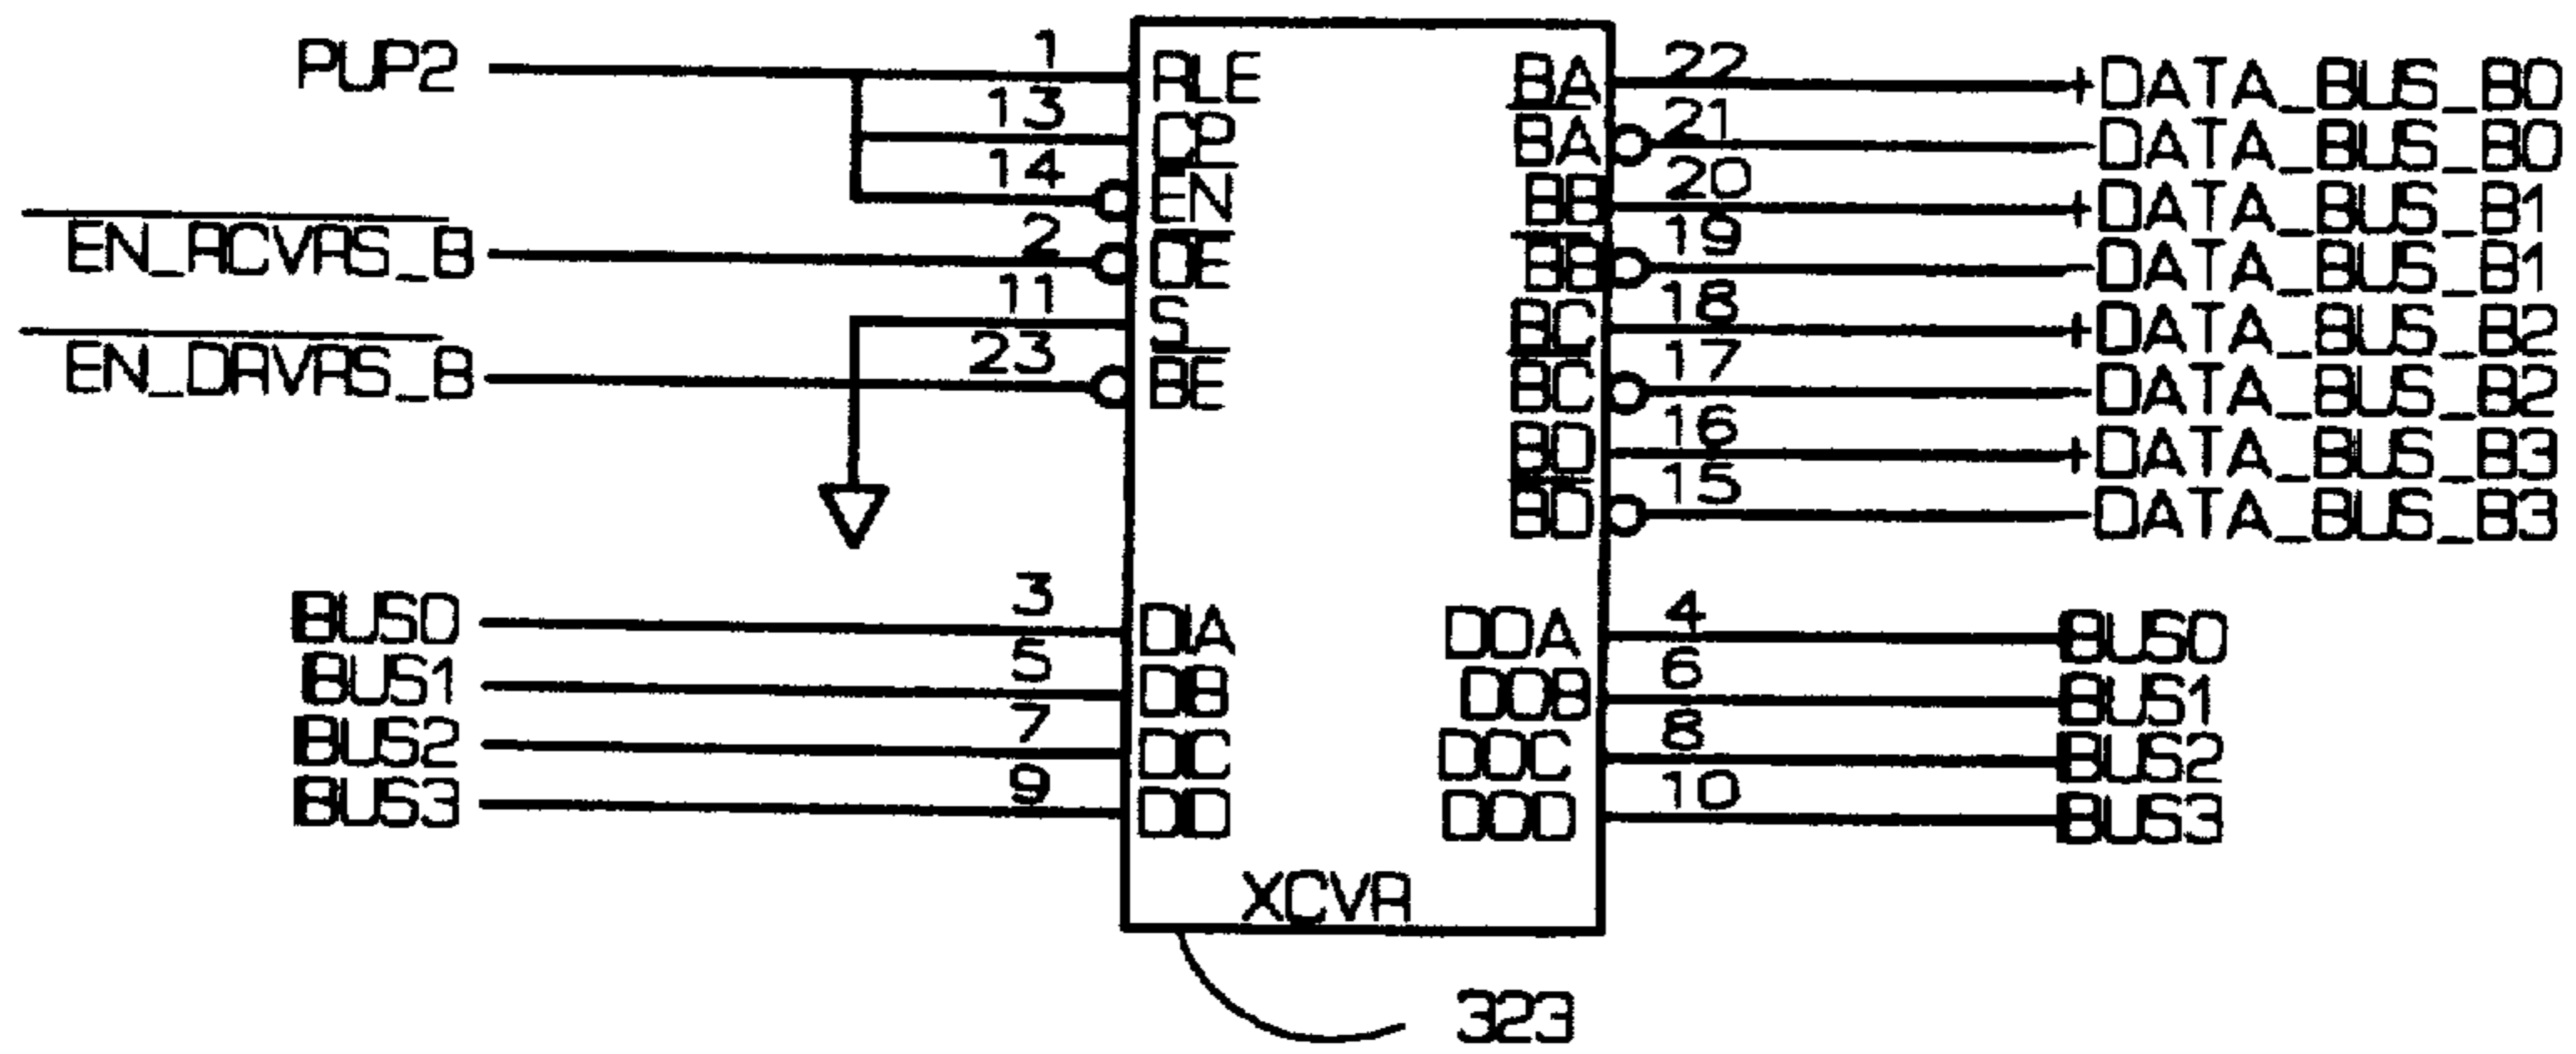 PUP2 1 RLE BA 22 +DATA_BUS_B0
13 CP BA 21 DATA_BUS_B0
14 EN BB 20 +DATA_BUS_B1
EN_RCVRS_B 2 OE BB 19 DATA_BUS_B1
11 S BC 18 +DATA_BUS_B2
EN_DRVRS_B 23 BE BC 17 DATA_BUS_B2
BD 16 +DATA_BUS_B3
BD 15 DATA_BUS_B3
BUS0 3 DIA DOA 4 BUS0
BUS1 5 DIB DOB 6 BUS1
BUS2 7 DIC DOC 8 BUS2
BUS3 9 DID DOD 10 BUS3
XCVR
323